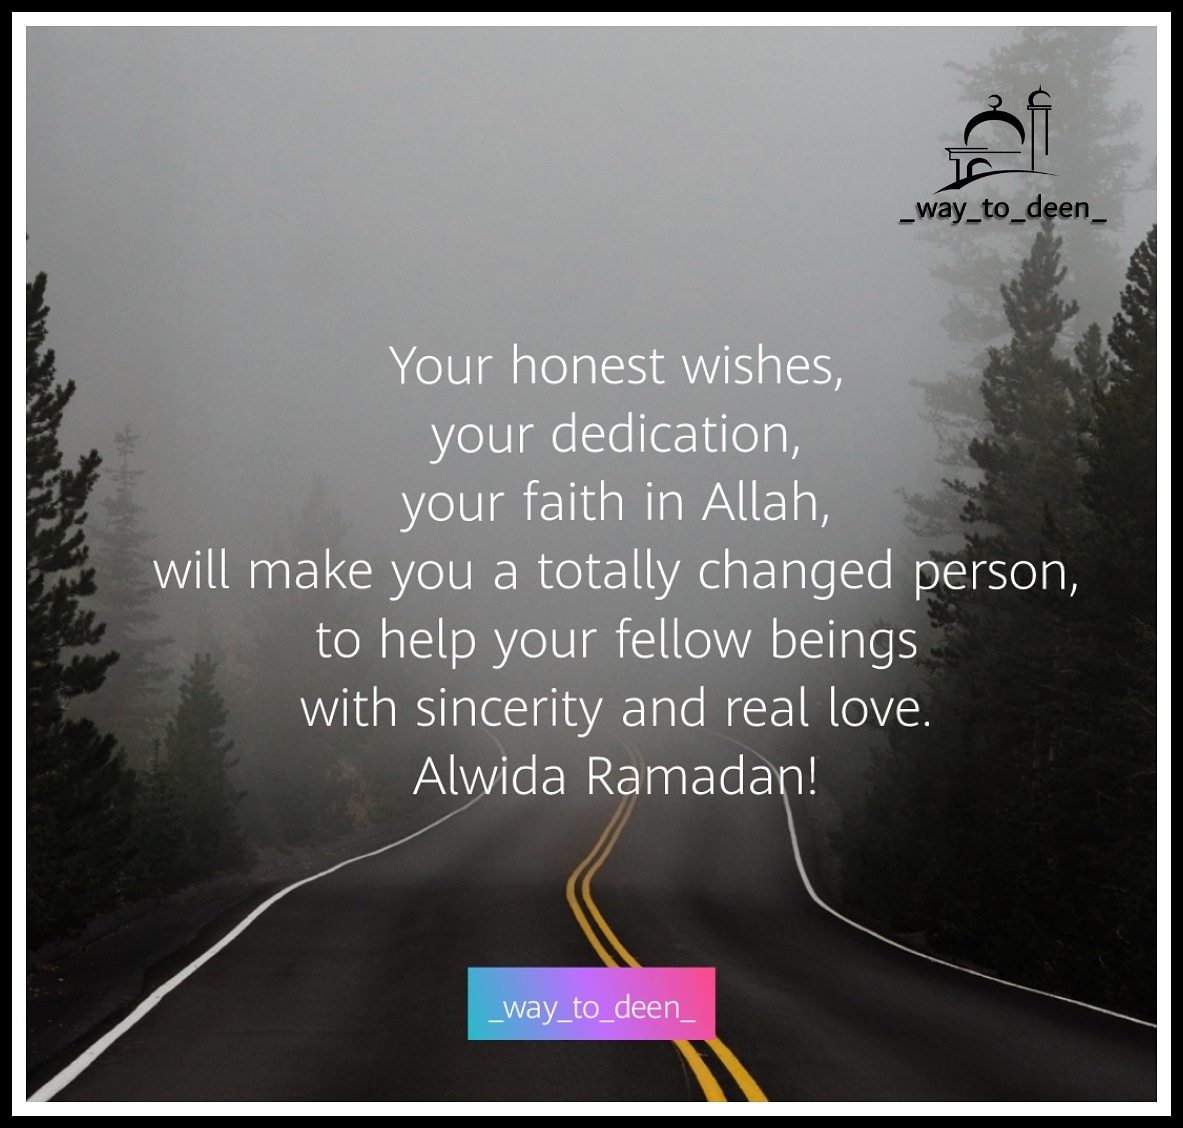 _way_to_deen_
Your honest wishes,
your dedication,
your faith in Allah,
will make you a totally changed person,
to help your fellow beings
with sincerity and real love.
Alwida Ramadan!
_way_to_deen_